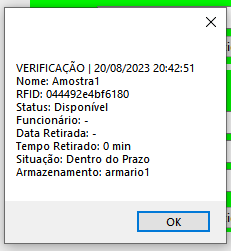 VERIFICAÇÃO | 20/08/2023 20:42:51
Nome: Amostra1
RFID: 044492e4bf6180
Status: Disponível
Funcionário: -
Data Retirada: -
Tempo Retirado: 0 min
Situação: Dentro do Prazo
Armazenamento: armario1
OK